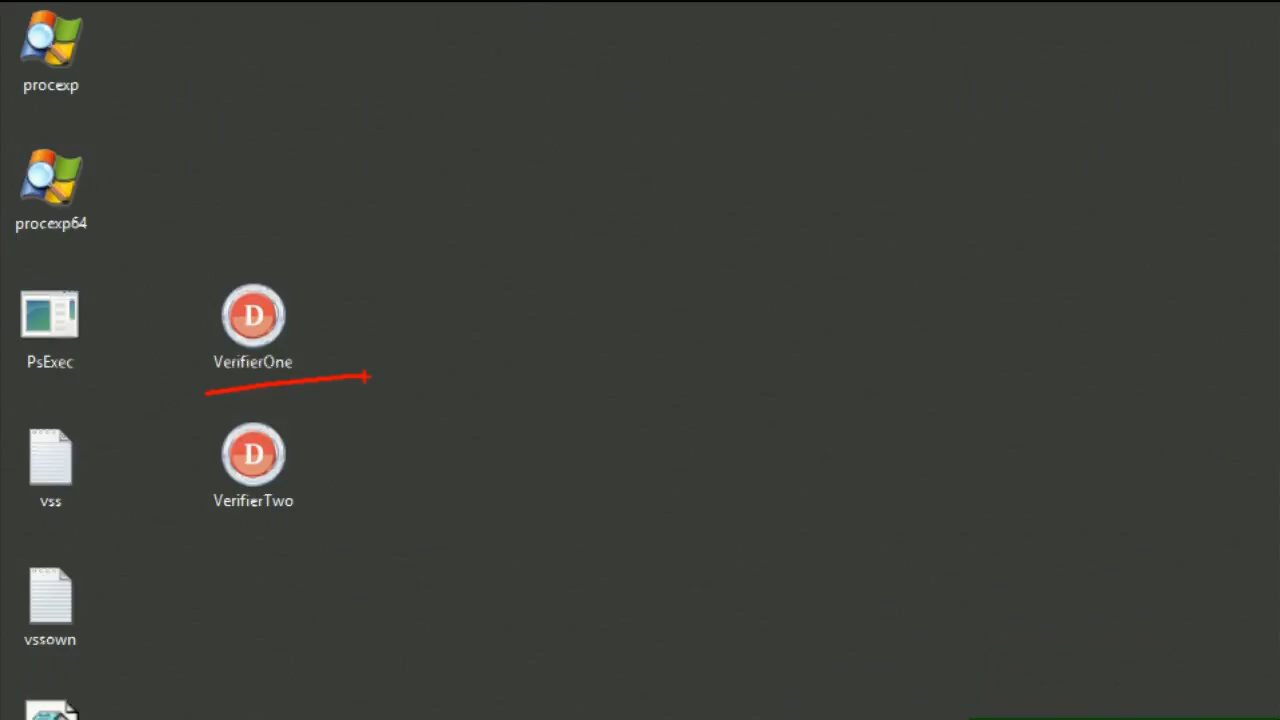 procexp
procexp64
PsExec
D
VerifierOne
vss
D
VerifierTwo
vssown